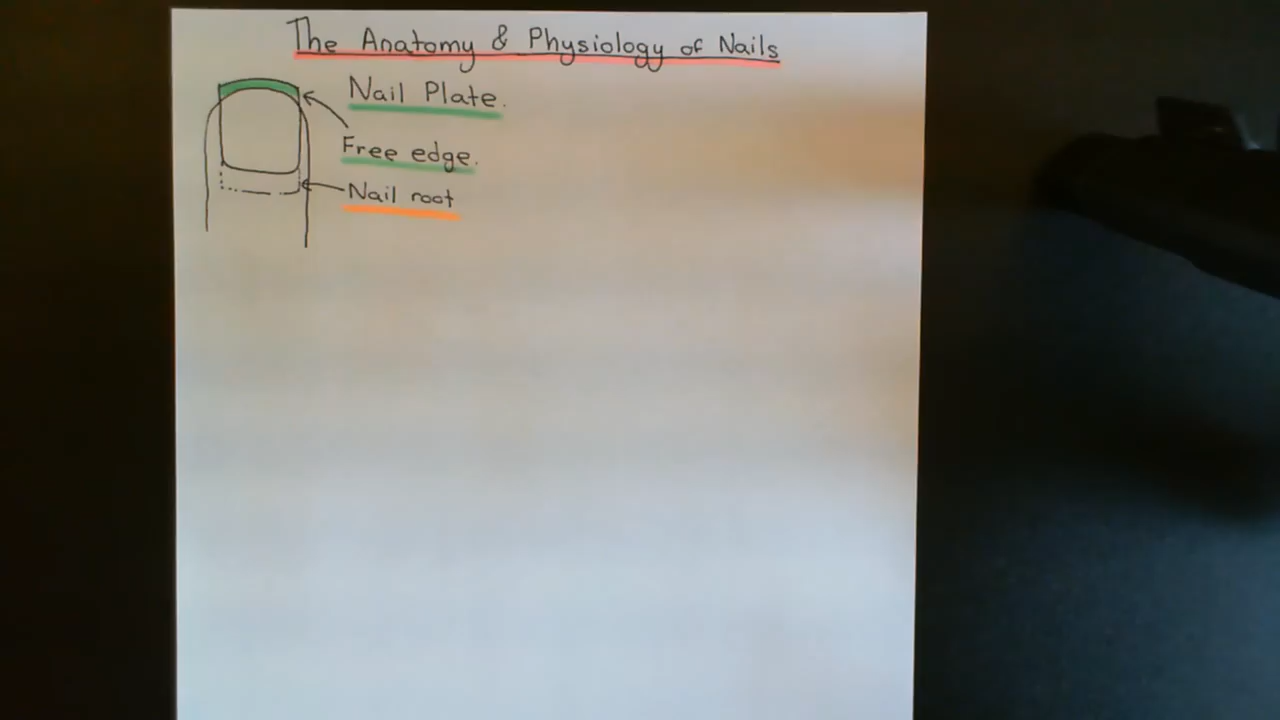 The Anatomy & Physiology of Nails
Nail Plate.
Free edge.
Nail root